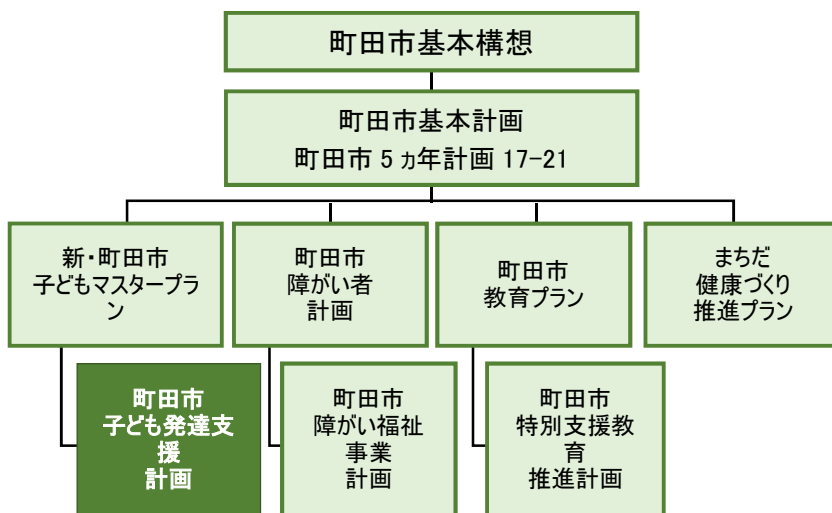 町田市基本構想
町田市基本計画
町田市 5 ヵ年計画 17-21
新・町田市
子どもマスタープラ
ン
町田市
障がい者
計画
町田市
教育プラン
まちだ
健康づくり
推進プラン
町田市
子ども発達支
援
計画
町田市
障がい福祉
事業
計画
町田市
特別支援教
育
推進計画